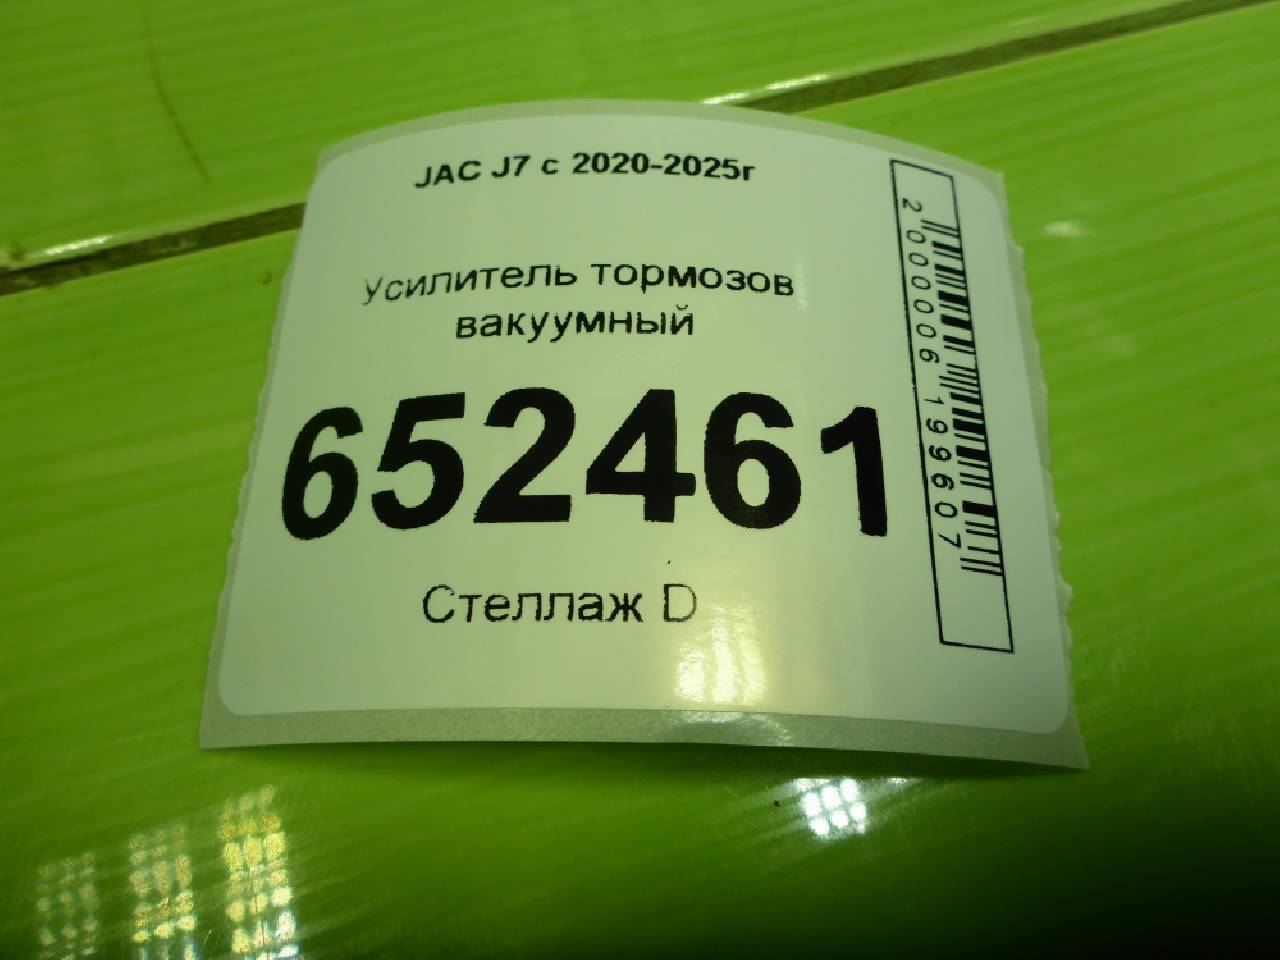 JAC J7 с 2020-2025г
Усилитель тормозов
вакуумный
652461
Стеллаж D
2000006199607